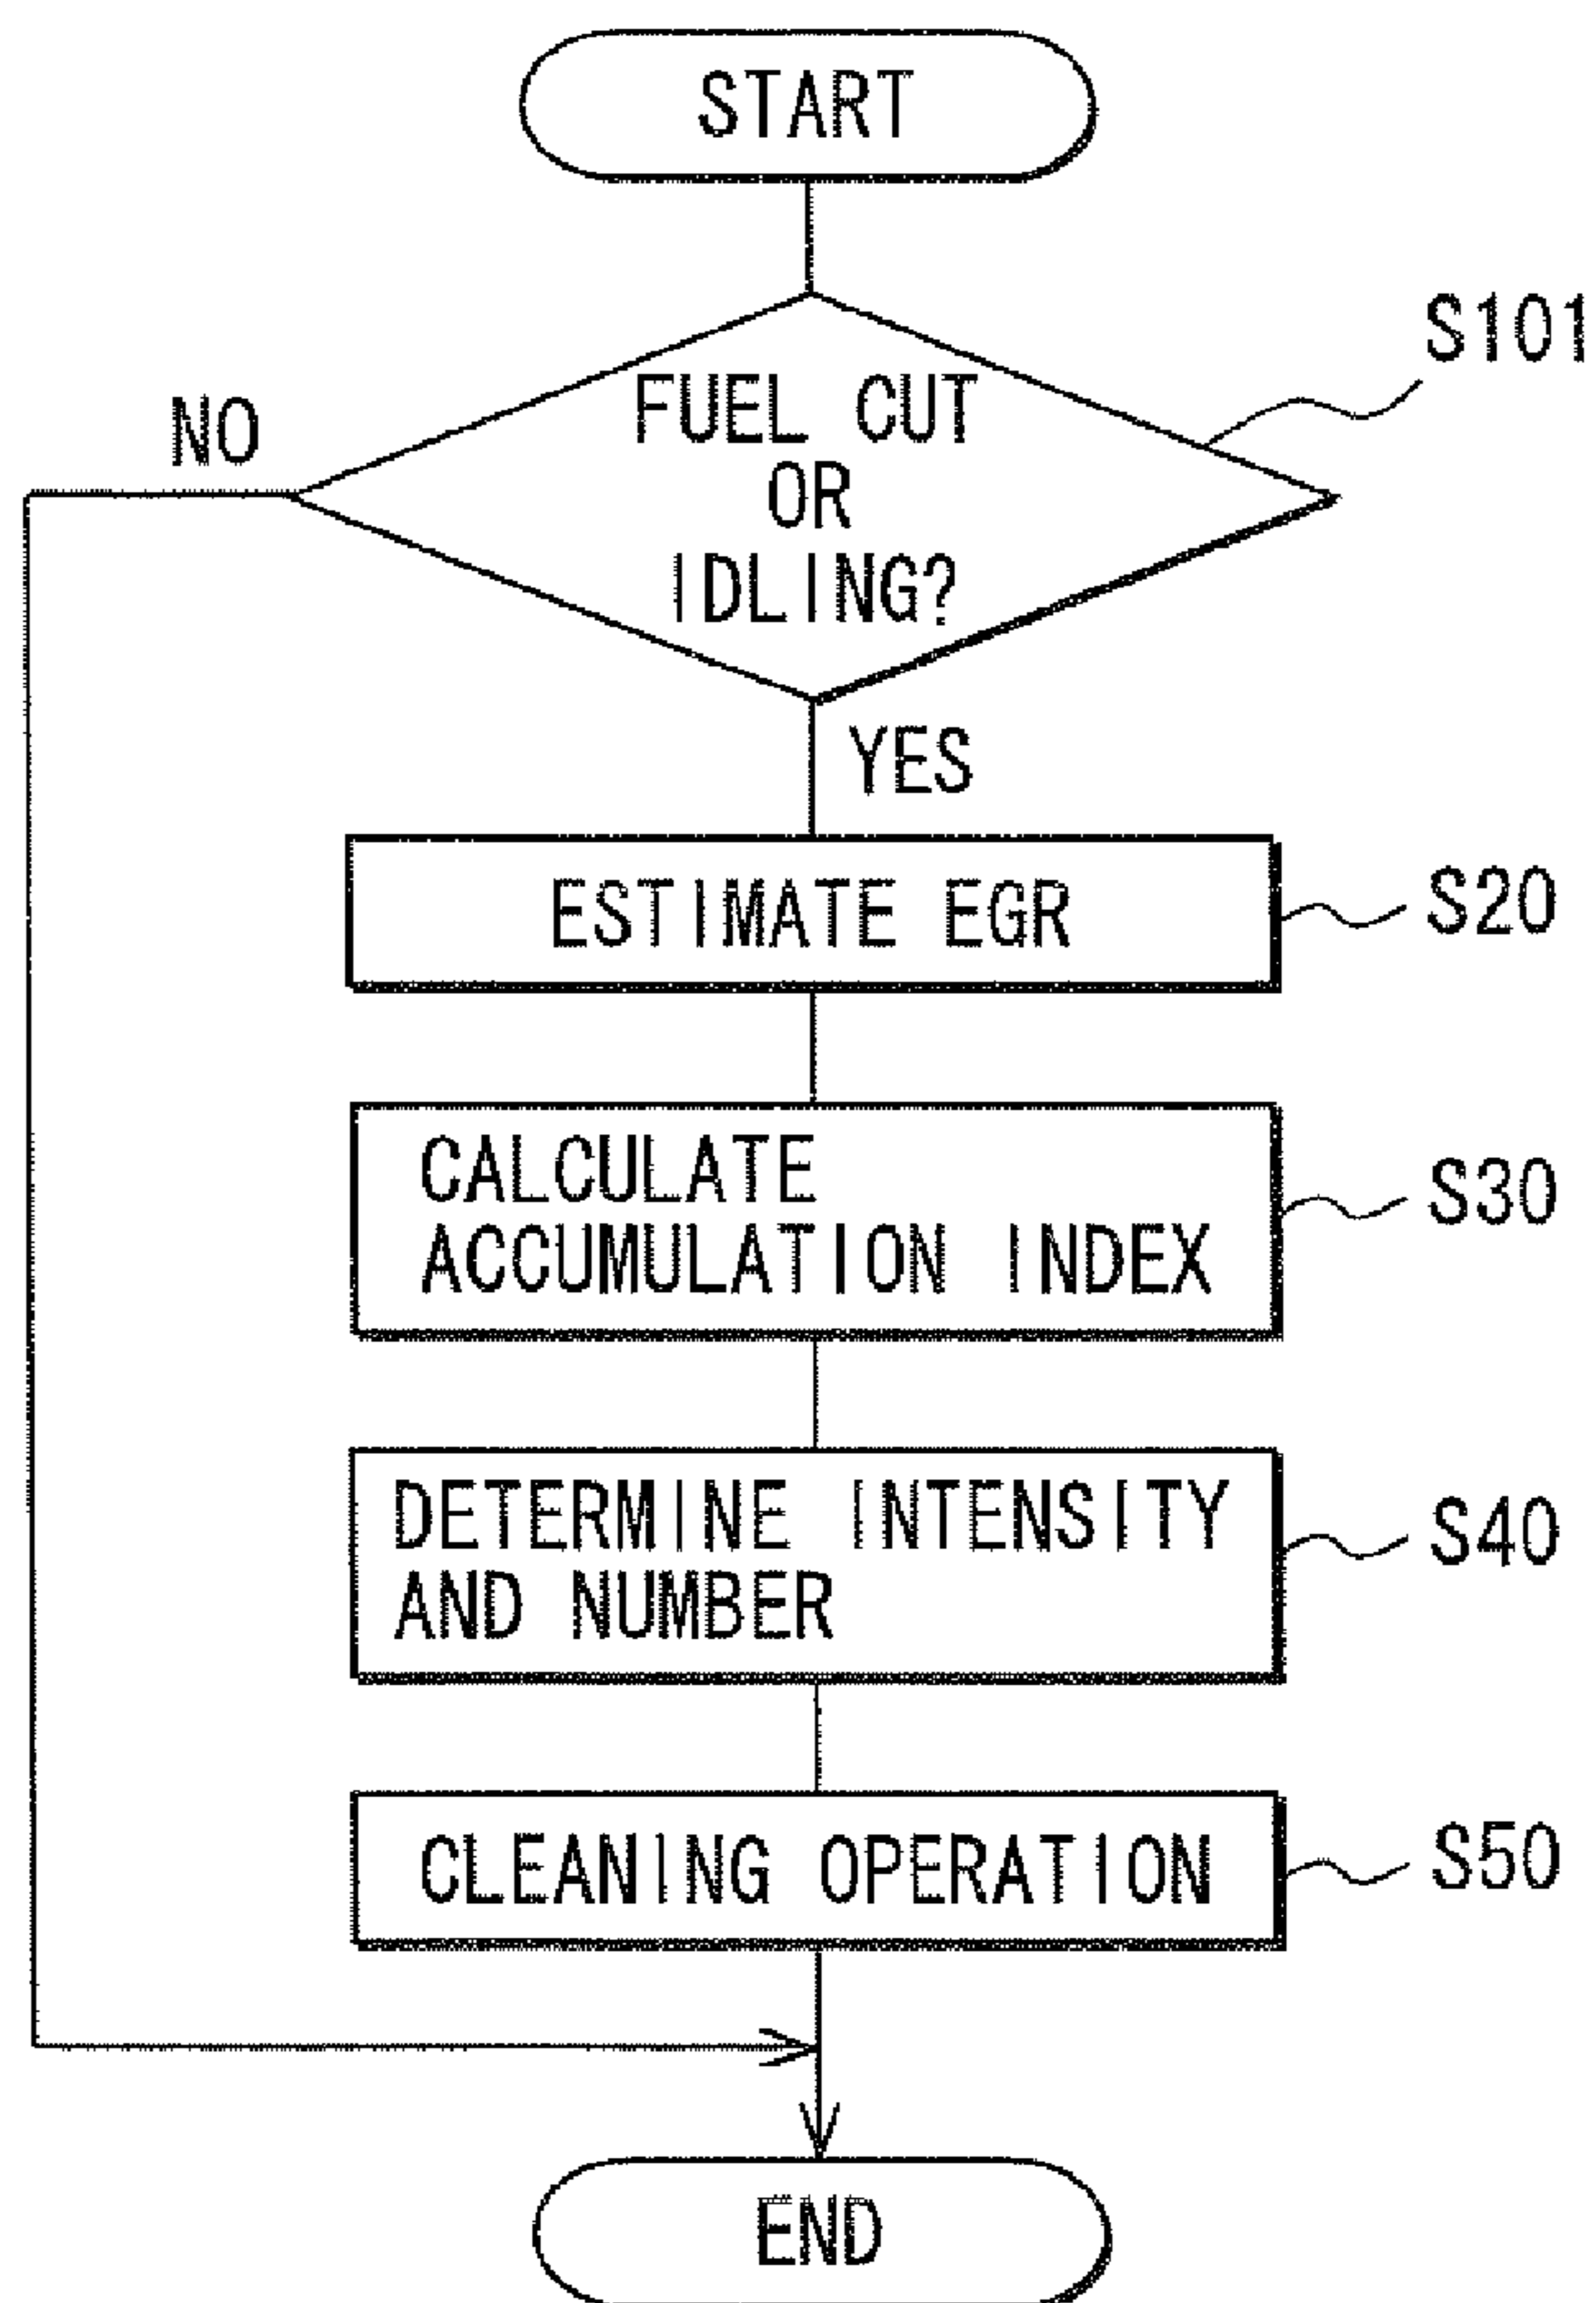 START
S101
NO
FUEL CUT
OR
IDLING?
YES
ESTIMATE EGR
S20
CALCULATE
ACCUMULATION INDEX
S30
DETERMINE INTENSITY
AND NUMBER
S40
CLEANING OPERATION
S50
END